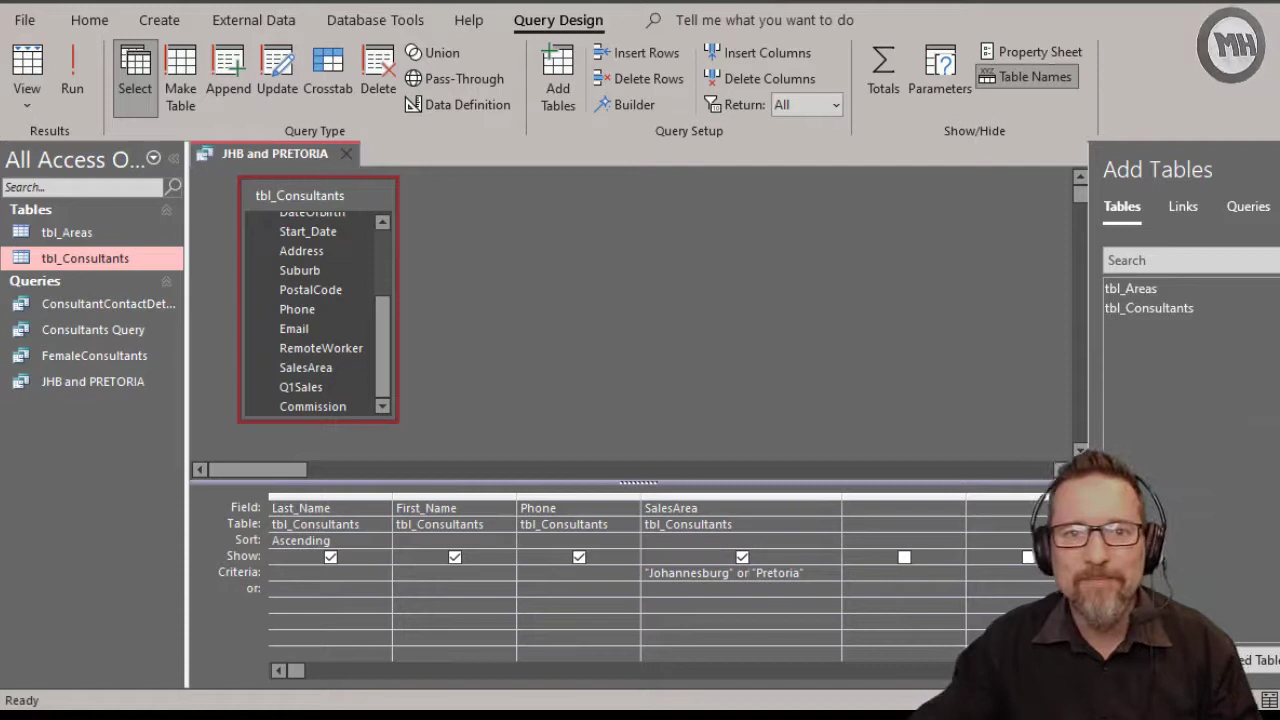 File Home Create External Data Database Tools Help Query Design Tell me what you want to do
MH
View Run Select Make Table Append Update Crosstab Delete
Union
Pass-Through
Data Definition
Add Tables
Insert Rows
Delete Rows
Builder
Insert Columns
Delete Columns
Return: All
Totals Parameters
Property Sheet
Table Names
Results Query Type Query Setup Show/Hide
All Access O...
Search...
Tables
tbl_Areas
tbl_Consultants
Queries
ConsultantContactDet...
Consultants Query
FemaleConsultants
JHB and PRETORIA
JHB and PRETORIA
tbl_Consultants
DateOfBirth
Start_Date
Address
Suburb
PostalCode
Phone
Email
RemoteWorker
SalesArea
Q1Sales
Commission
Field: Last_Name First_Name Phone SalesArea
Table: tbl_Consultants tbl_Consultants tbl_Consultants tbl_Consultants
Sort: Ascending
Show:
Criteria: "Johannesburg" or "Pretoria"
or:
Add Tables
Tables Links Queries
Search
tbl_Areas
tbl_Consultants
ed Table
Ready